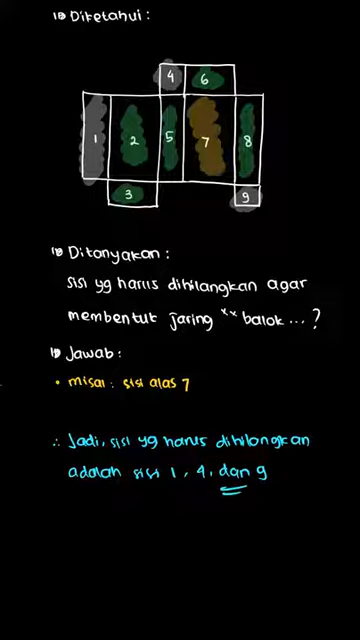 Diketahui :
4 6
1 2 5 7 8
3 9
Ditanyakan :
sisi yg harus dihilangkan agar
membentuk jaring ** balok ... ?
Jawab :
• misal : sisi alas 7
∴ Jadi, sisi yg harus dihilangkan
adalah sisi 1, 4, dan 9